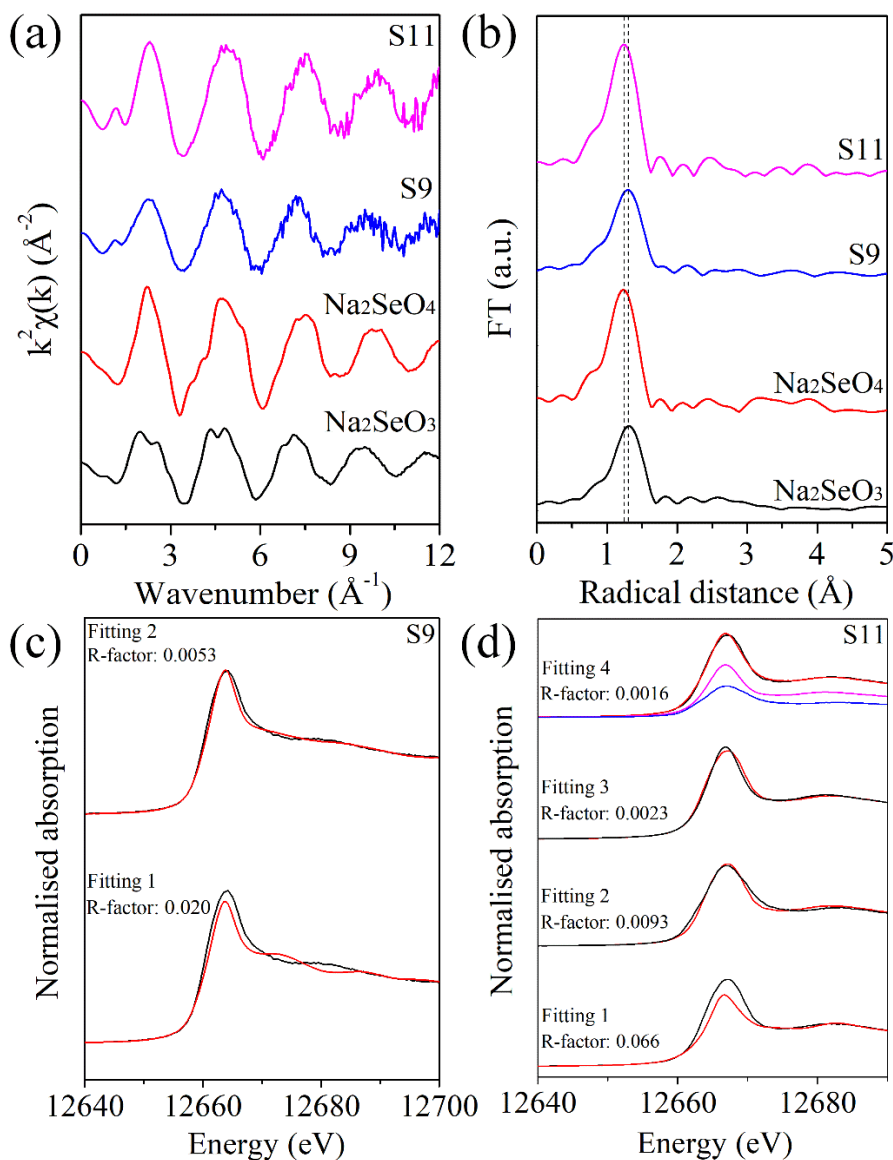 (a)
S11
S9
Na₂SeO₄
Na₂SeO₃
k²χ(k) (Å⁻²)
0 3 6 9 12
Wavenumber (Å⁻¹)
(b)
S11
S9
Na₂SeO₄
Na₂SeO₃
FT (a.u.)
0 1 2 3 4 5
Radical distance (Å)
(c)
S9
Fitting 2
R-factor: 0.0053
Fitting 1
R-factor: 0.020
Normalised absorption
12640 12660 12680 12700
Energy (eV)
(d)
S11
Fitting 4
R-factor: 0.0016
Fitting 3
R-factor: 0.0023
Fitting 2
R-factor: 0.0093
Fitting 1
R-factor: 0.066
Normalised absorption
12640 12660 12680
Energy (eV)